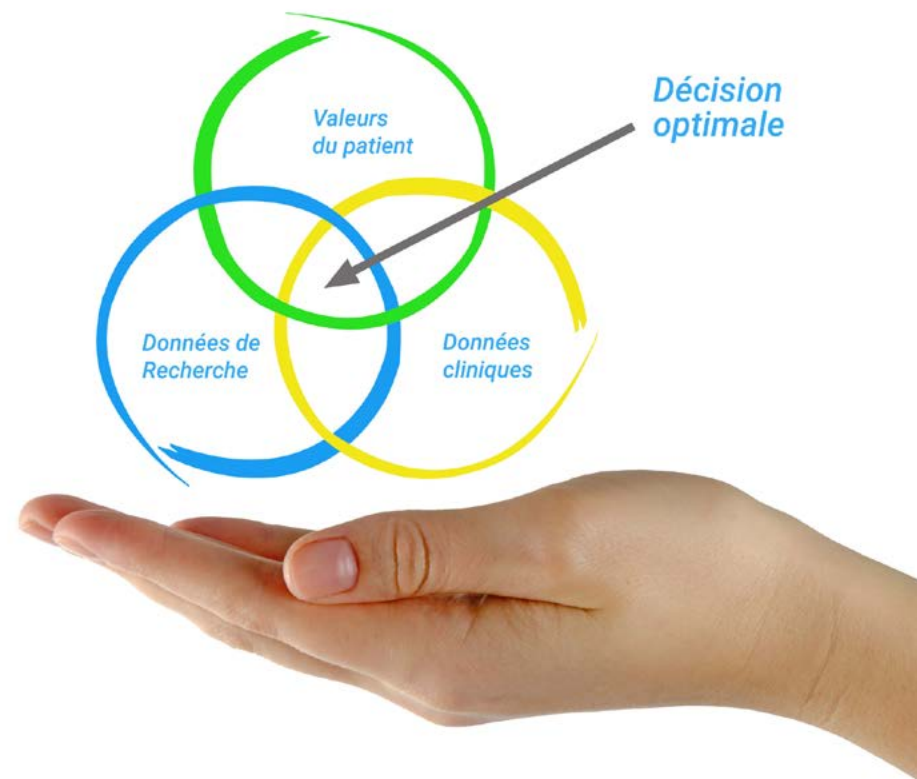 Valeurs
du patient
Décision
optimale
Données de
Recherche
Données
cliniques